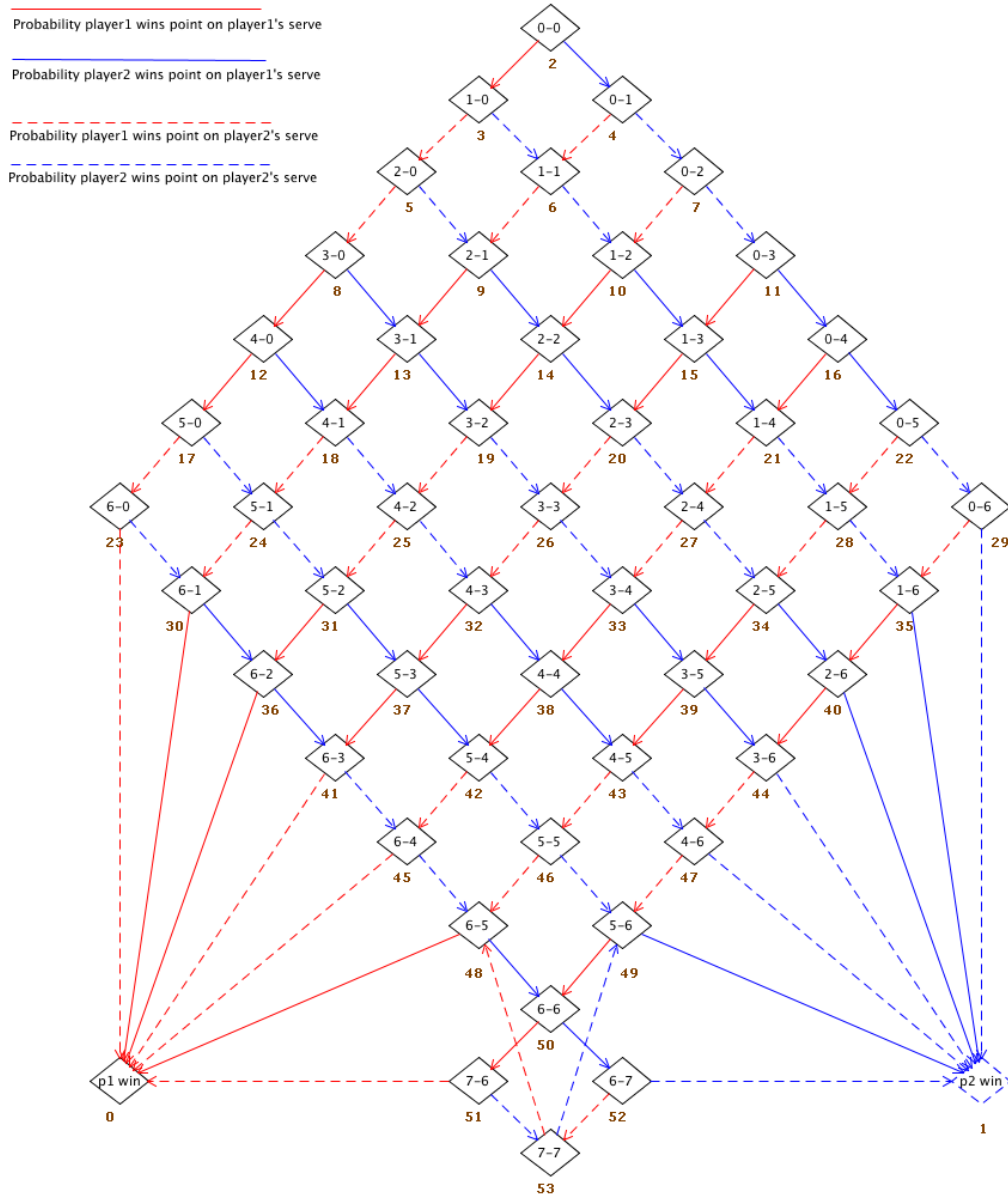 Probability player1 wins point on player1's serve
Probability player2 wins point on player1's serve
Probability player1 wins point on player2's serve
Probability player2 wins point on player2's serve
0-0
2
1-0 0-1
3 4
2-0 1-1 0-2
5 6 7
3-0 2-1 1-2 0-3
8 9 10 11
4-0 3-1 2-2 1-3 0-4
12 13 14 15 16
5-0 4-1 3-2 2-3 1-4 0-5
17 18 19 20 21 22
6-0 5-1 4-2 3-3 2-4 1-5 0-6
23 24 25 26 27 28 29
6-1 5-2 4-3 3-4 2-5 1-6
30 31 32 33 34 35
6-2 5-3 4-4 3-5 2-6
36 37 38 39 40
6-3 5-4 4-5 3-6
41 42 43 44
6-4 5-5 4-6
45 46 47
6-5 5-6
48 49
6-6
50
p1 win 7-6 6-7 p2 win
0 51 52 1
7-7
53